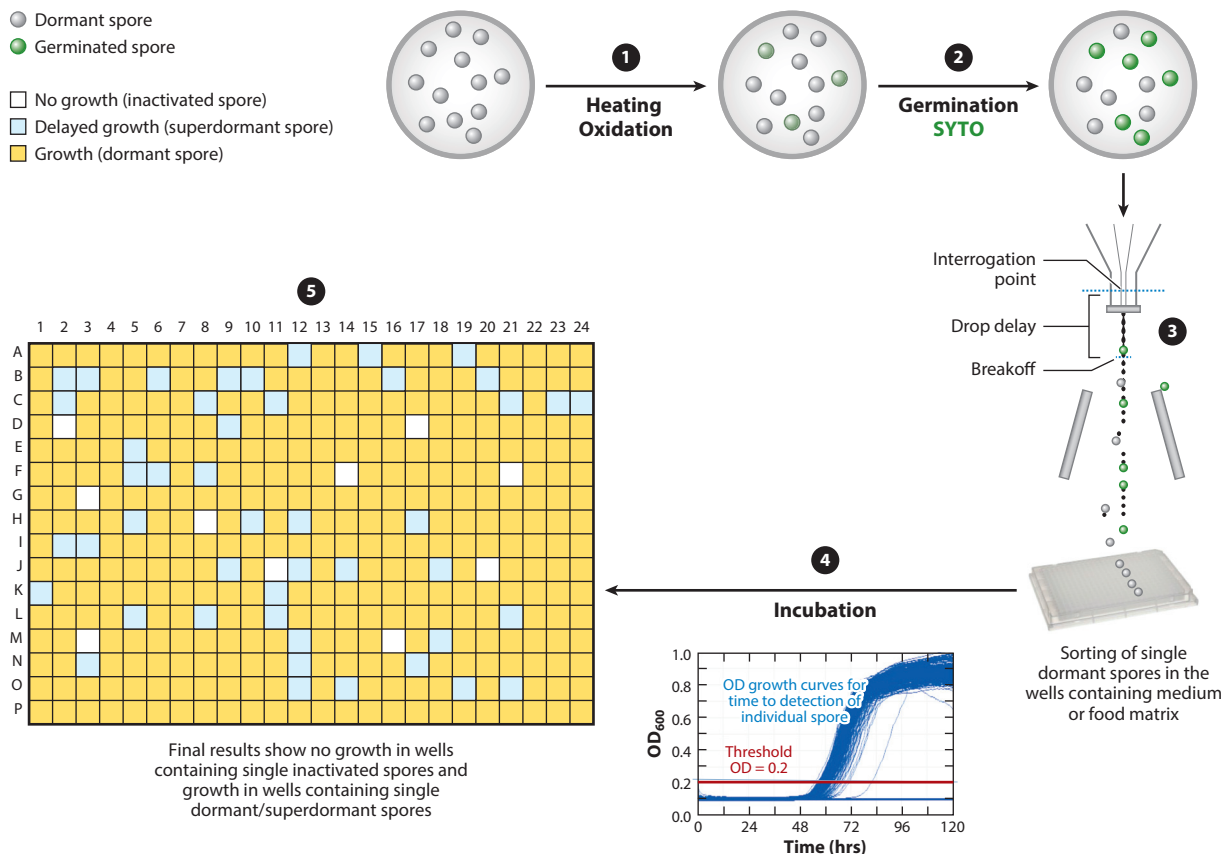 Dormant spore
Germinated spore
No growth (inactivated spore)
Delayed growth (superdormant spore)
Growth (dormant spore)
1
Heating
Oxidation
2
Germination
SYTO
Interrogation
point
Drop delay
Breakoff
3
Sorting of single
dormant spores in the
wells containing medium
or food matrix
4
Incubation
OD growth curves for
time to detection of
individual spore
Threshold
OD = 0.2
OD600
1.0
0.8
0.6
0.4
0.2
0.0
0 24 48 72 96 120
Time (hrs)
5
1 2 3 4 5 6 7 8 9 10 11 12 13 14 15 16 17 18 19 20 21 22 23 24
A
B
C
D
E
F
G
H
I
J
K
L
M
N
O
P
Final results show no growth in wells
containing single inactivated spores and
growth in wells containing single
dormant/superdormant spores